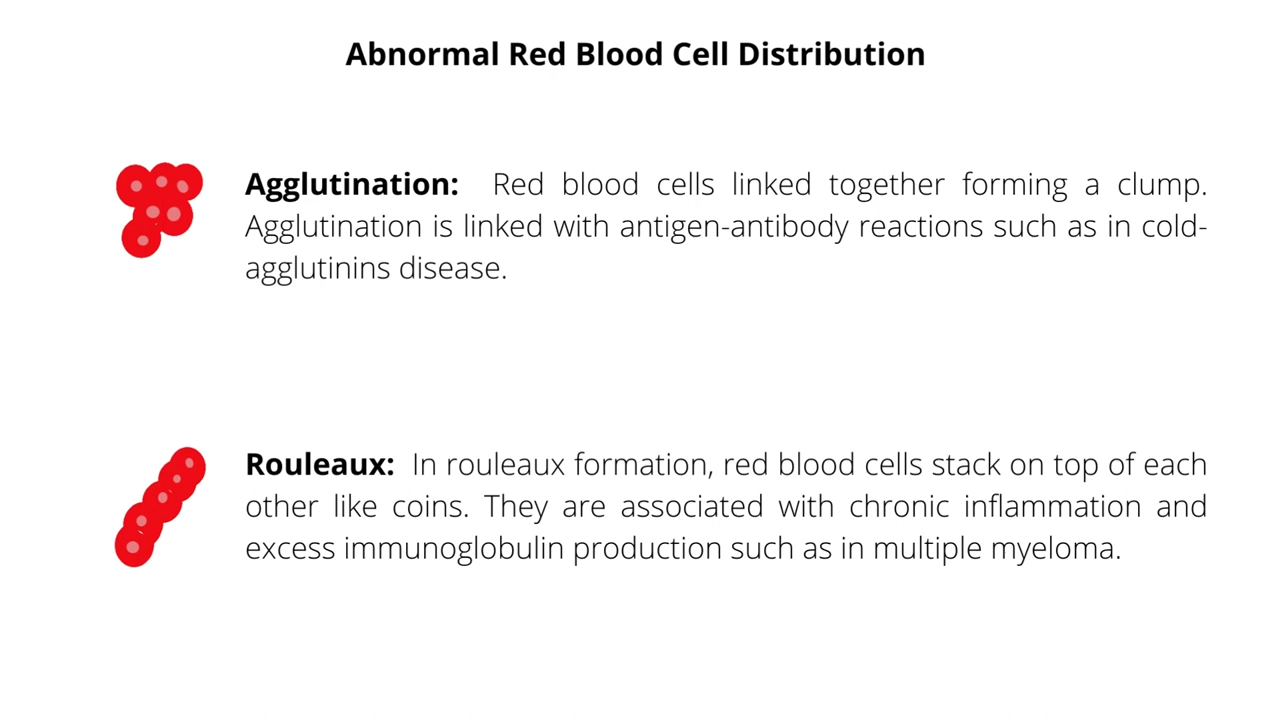 Abnormal Red Blood Cell Distribution
Agglutination: Red blood cells linked together forming a clump.
Agglutination is linked with antigen-antibody reactions such as in cold-
agglutinins disease.
Rouleaux: In rouleaux formation, red blood cells stack on top of each
other like coins. They are associated with chronic inflammation and
excess immunoglobulin production such as in multiple myeloma.